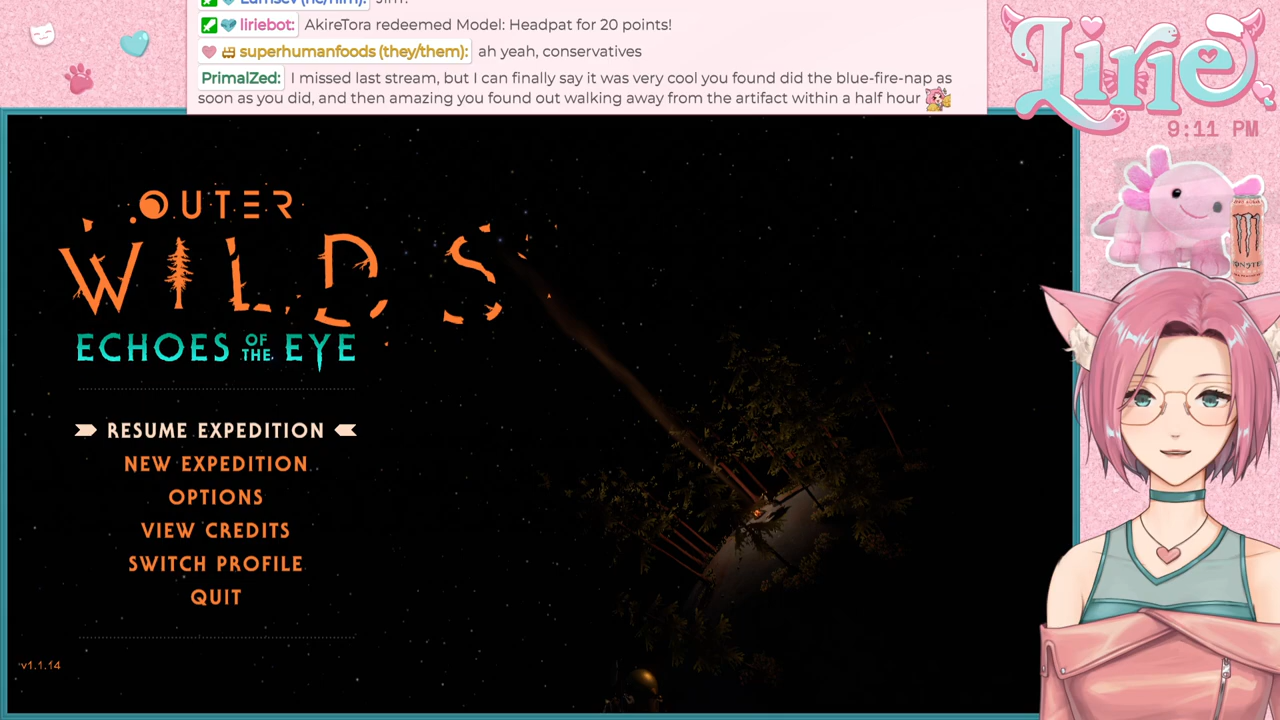 liriebot: AkireTora redeemed Model: Headpat for 20 points!
superhumanfoods (they/them): ah yeah, conservatives
PrimalZed: I missed last stream, but I can finally say it was very cool you found did the blue-fire-nap as
soon as you did, and then amazing you found out walking away from the artifact within a half hour
Lirie
9:11 PM
OUTER
WILDS
ECHOES OF THE EYE
RESUME EXPEDITION
NEW EXPEDITION
OPTIONS
VIEW CREDITS
SWITCH PROFILE
QUIT
v1.1.14
MONSTER